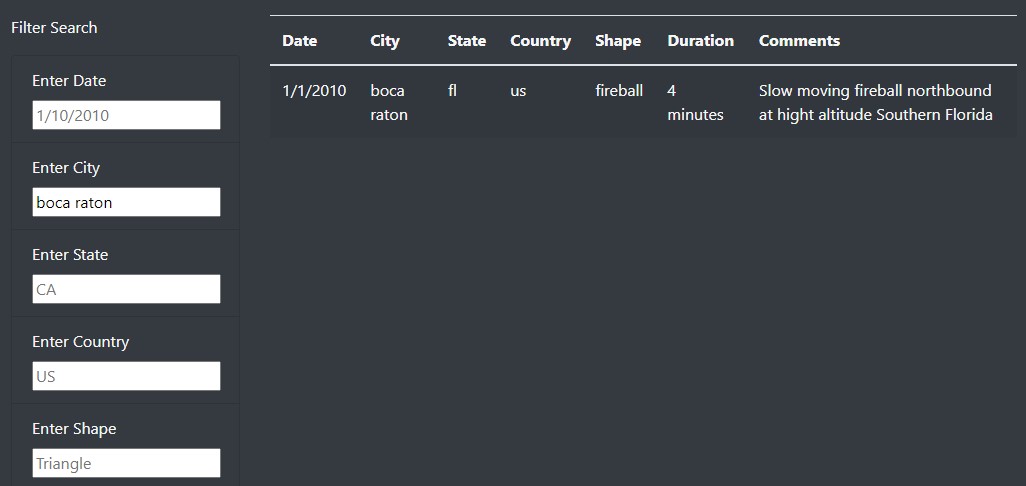 Filter Search
Enter Date
1/10/2010
Enter City
boca raton
Enter State
CA
Enter Country
US
Enter Shape
Triangle
Date City State Country Shape Duration Comments
1/1/2010 boca fl us fireball 4 Slow moving fireball northbound
raton minutes at hight altitude Southern Florida